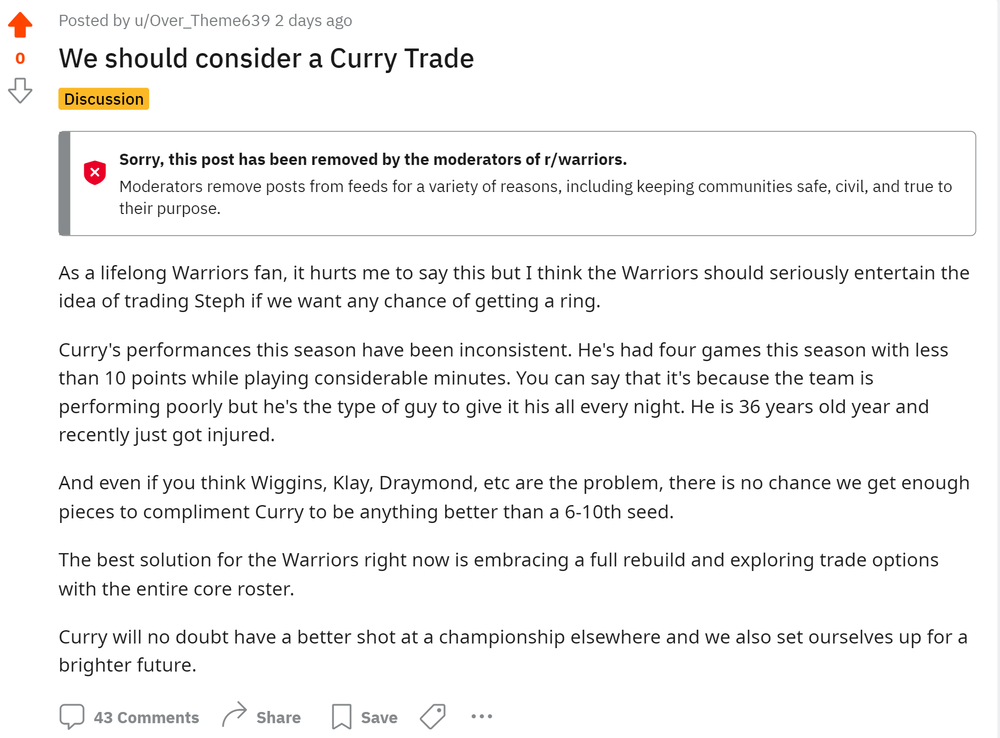 Posted by u/Over_Theme639 2 days ago
We should consider a Curry Trade
0
Discussion
Sorry, this post has been removed by the moderators of r/warriors.
Moderators remove posts from feeds for a variety of reasons, including keeping communities safe, civil, and true to
their purpose.
As a lifelong Warriors fan, it hurts me to say this but I think the Warriors should seriously entertain the
idea of trading Steph if we want any chance of getting a ring.
Curry's performances this season have been inconsistent. He's had four games this season with less
than 10 points while playing considerable minutes. You can say that it's because the team is
performing poorly but he's the type of guy to give it his all every night. He is 36 years old year and
recently just got injured.
And even if you think Wiggins, Klay, Draymond, etc are the problem, there is no chance we get enough
pieces to compliment Curry to be anything better than a 6-10th seed.
The best solution for the Warriors right now is embracing a full rebuild and exploring trade options
with the entire core roster.
Curry will no doubt have a better shot at a championship elsewhere and we also set ourselves up for a
brighter future.
43 Comments Share Save